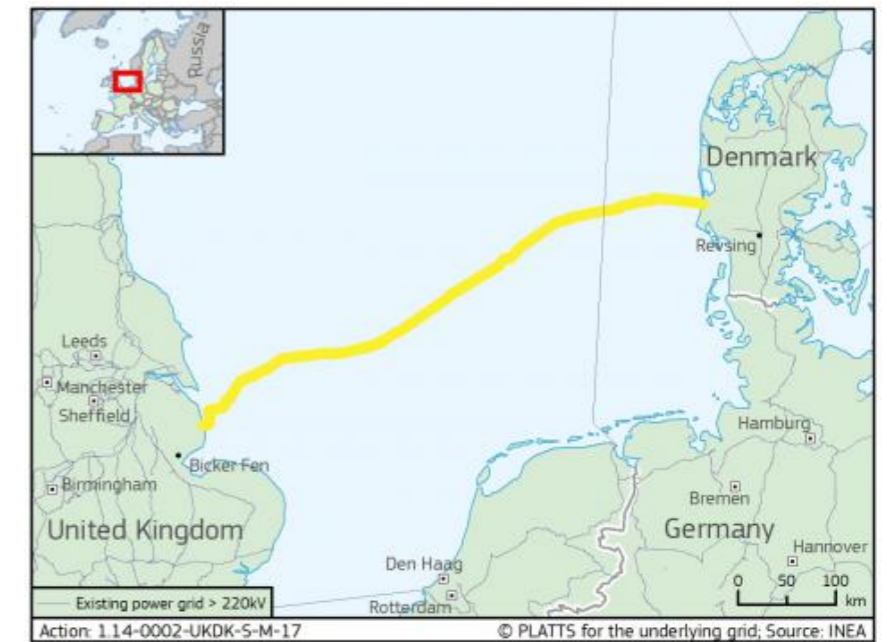 Russia
Denmark
Revsing
Leeds
Manchester
Sheffield
Hamburg
Bicker Fen
Birmingham
Bremen
United Kingdom
Germany
Hannover
Den Haag
0 50 100
km
Existing power grid > 220kV
Rotterdam
Action: 1.14-0002-UKDK-S-M-17
© PLATTS for the underlying grid; Source: INEA